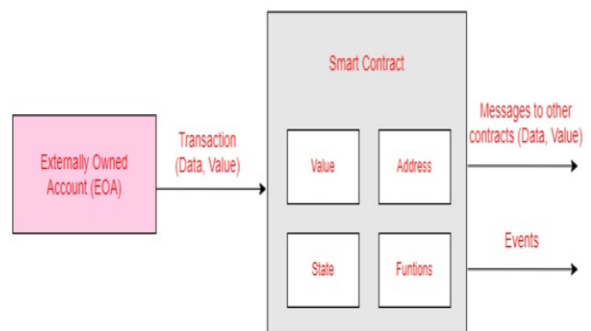 Smart Contract
Externally Owned
Account (EOA)
Transaction
(Data, Value)
Value
Address
State
Funtions
Messages to other
contracts (Data, Value)
Events